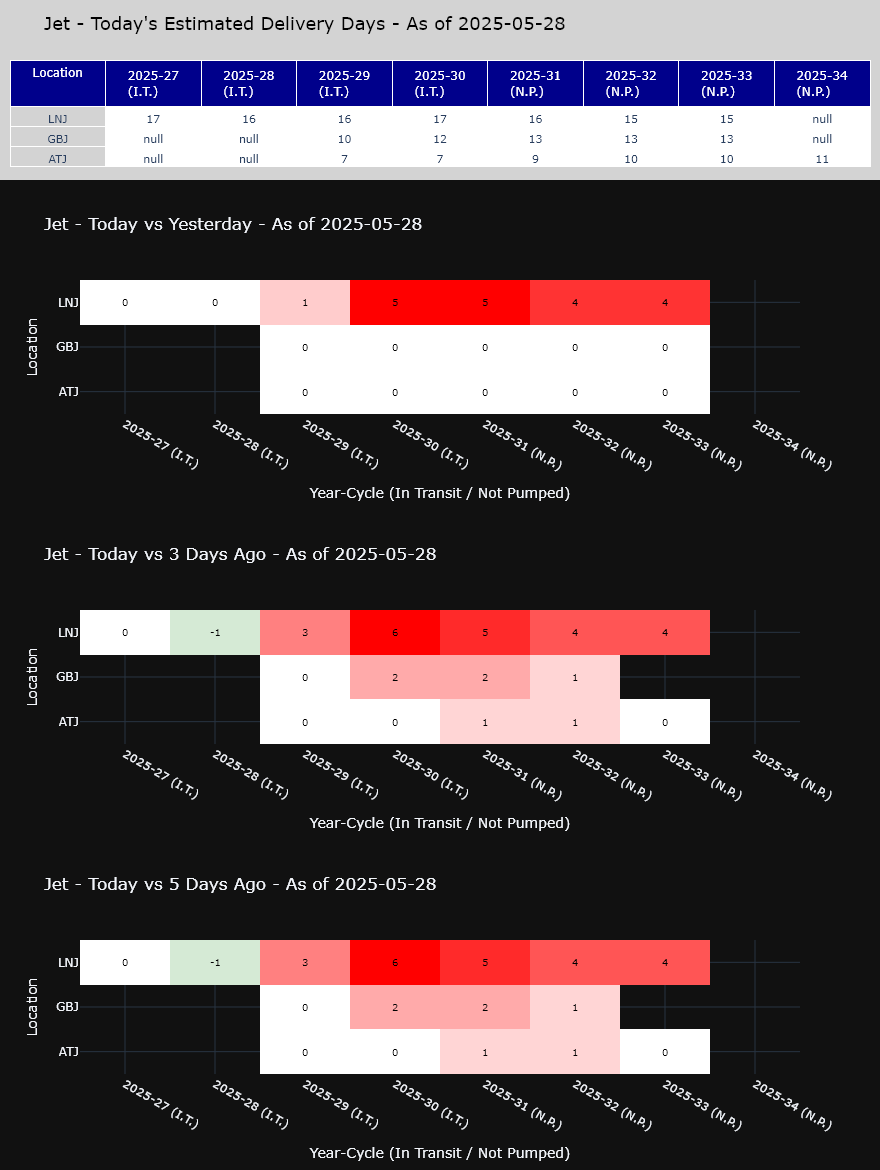 Jet - Today's Estimated Delivery Days - As of 2025-05-28
Location 2025-27 (I.T.) 2025-28 (I.T.) 2025-29 (I.T.) 2025-30 (I.T.) 2025-31 (N.P.) 2025-32 (N.P.) 2025-33 (N.P.) 2025-34 (N.P.)
LNJ 17 16 16 17 16 15 15 null
GBJ null null 10 12 13 13 13 null
ATJ null null 7 7 9 10 10 11
Jet - Today vs Yesterday - As of 2025-05-28
Location
LNJ 0 0 1 5 5 4 4
GBJ 0 0 0 0 0
ATJ 0 0 0 0 0
2025-27 (I.T.) 2025-28 (I.T.) 2025-29 (I.T.) 2025-30 (I.T.) 2025-31 (N.P.) 2025-32 (N.P.) 2025-33 (N.P.) 2025-34 (N.P.)
Year-Cycle (In Transit / Not Pumped)
Jet - Today vs 3 Days Ago - As of 2025-05-28
Location
LNJ 0 -1 3 6 5 4 4
GBJ 0 2 2 1
ATJ 0 0 1 1 0
2025-27 (I.T.) 2025-28 (I.T.) 2025-29 (I.T.) 2025-30 (I.T.) 2025-31 (N.P.) 2025-32 (N.P.) 2025-33 (N.P.) 2025-34 (N.P.)
Year-Cycle (In Transit / Not Pumped)
Jet - Today vs 5 Days Ago - As of 2025-05-28
Location
LNJ 0 -1 3 6 5 4 4
GBJ 0 2 2 1
ATJ 0 0 1 1 0
2025-27 (I.T.) 2025-28 (I.T.) 2025-29 (I.T.) 2025-30 (I.T.) 2025-31 (N.P.) 2025-32 (N.P.) 2025-33 (N.P.) 2025-34 (N.P.)
Year-Cycle (In Transit / Not Pumped)